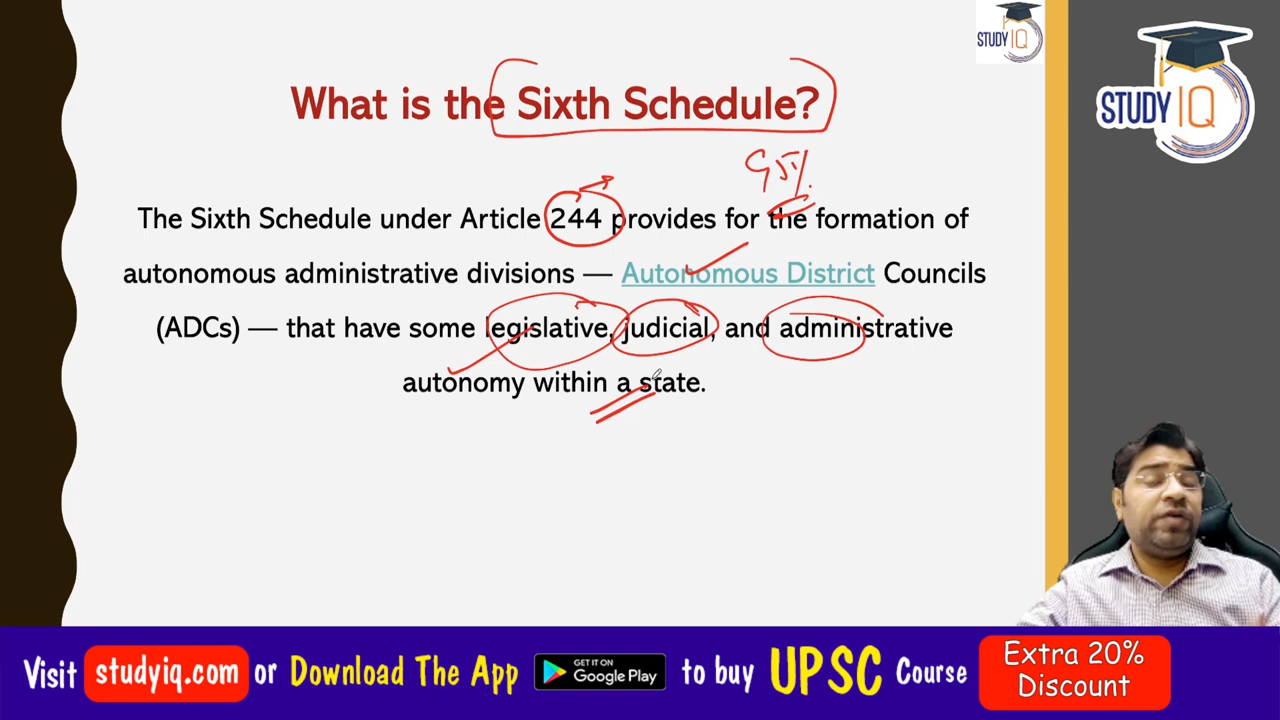 STUDY IQ
STUDY IQ
What is the Sixth Schedule?
95%
The Sixth Schedule under Article 244 provides for the formation of
autonomous administrative divisions — Autonomous District Councils
(ADCs) — that have some legislative, judicial, and administrative
autonomy within a state.
Visit studyiq.com or Download The App GET IT ON Google Play to buy UPSC Course Extra 20% Discount